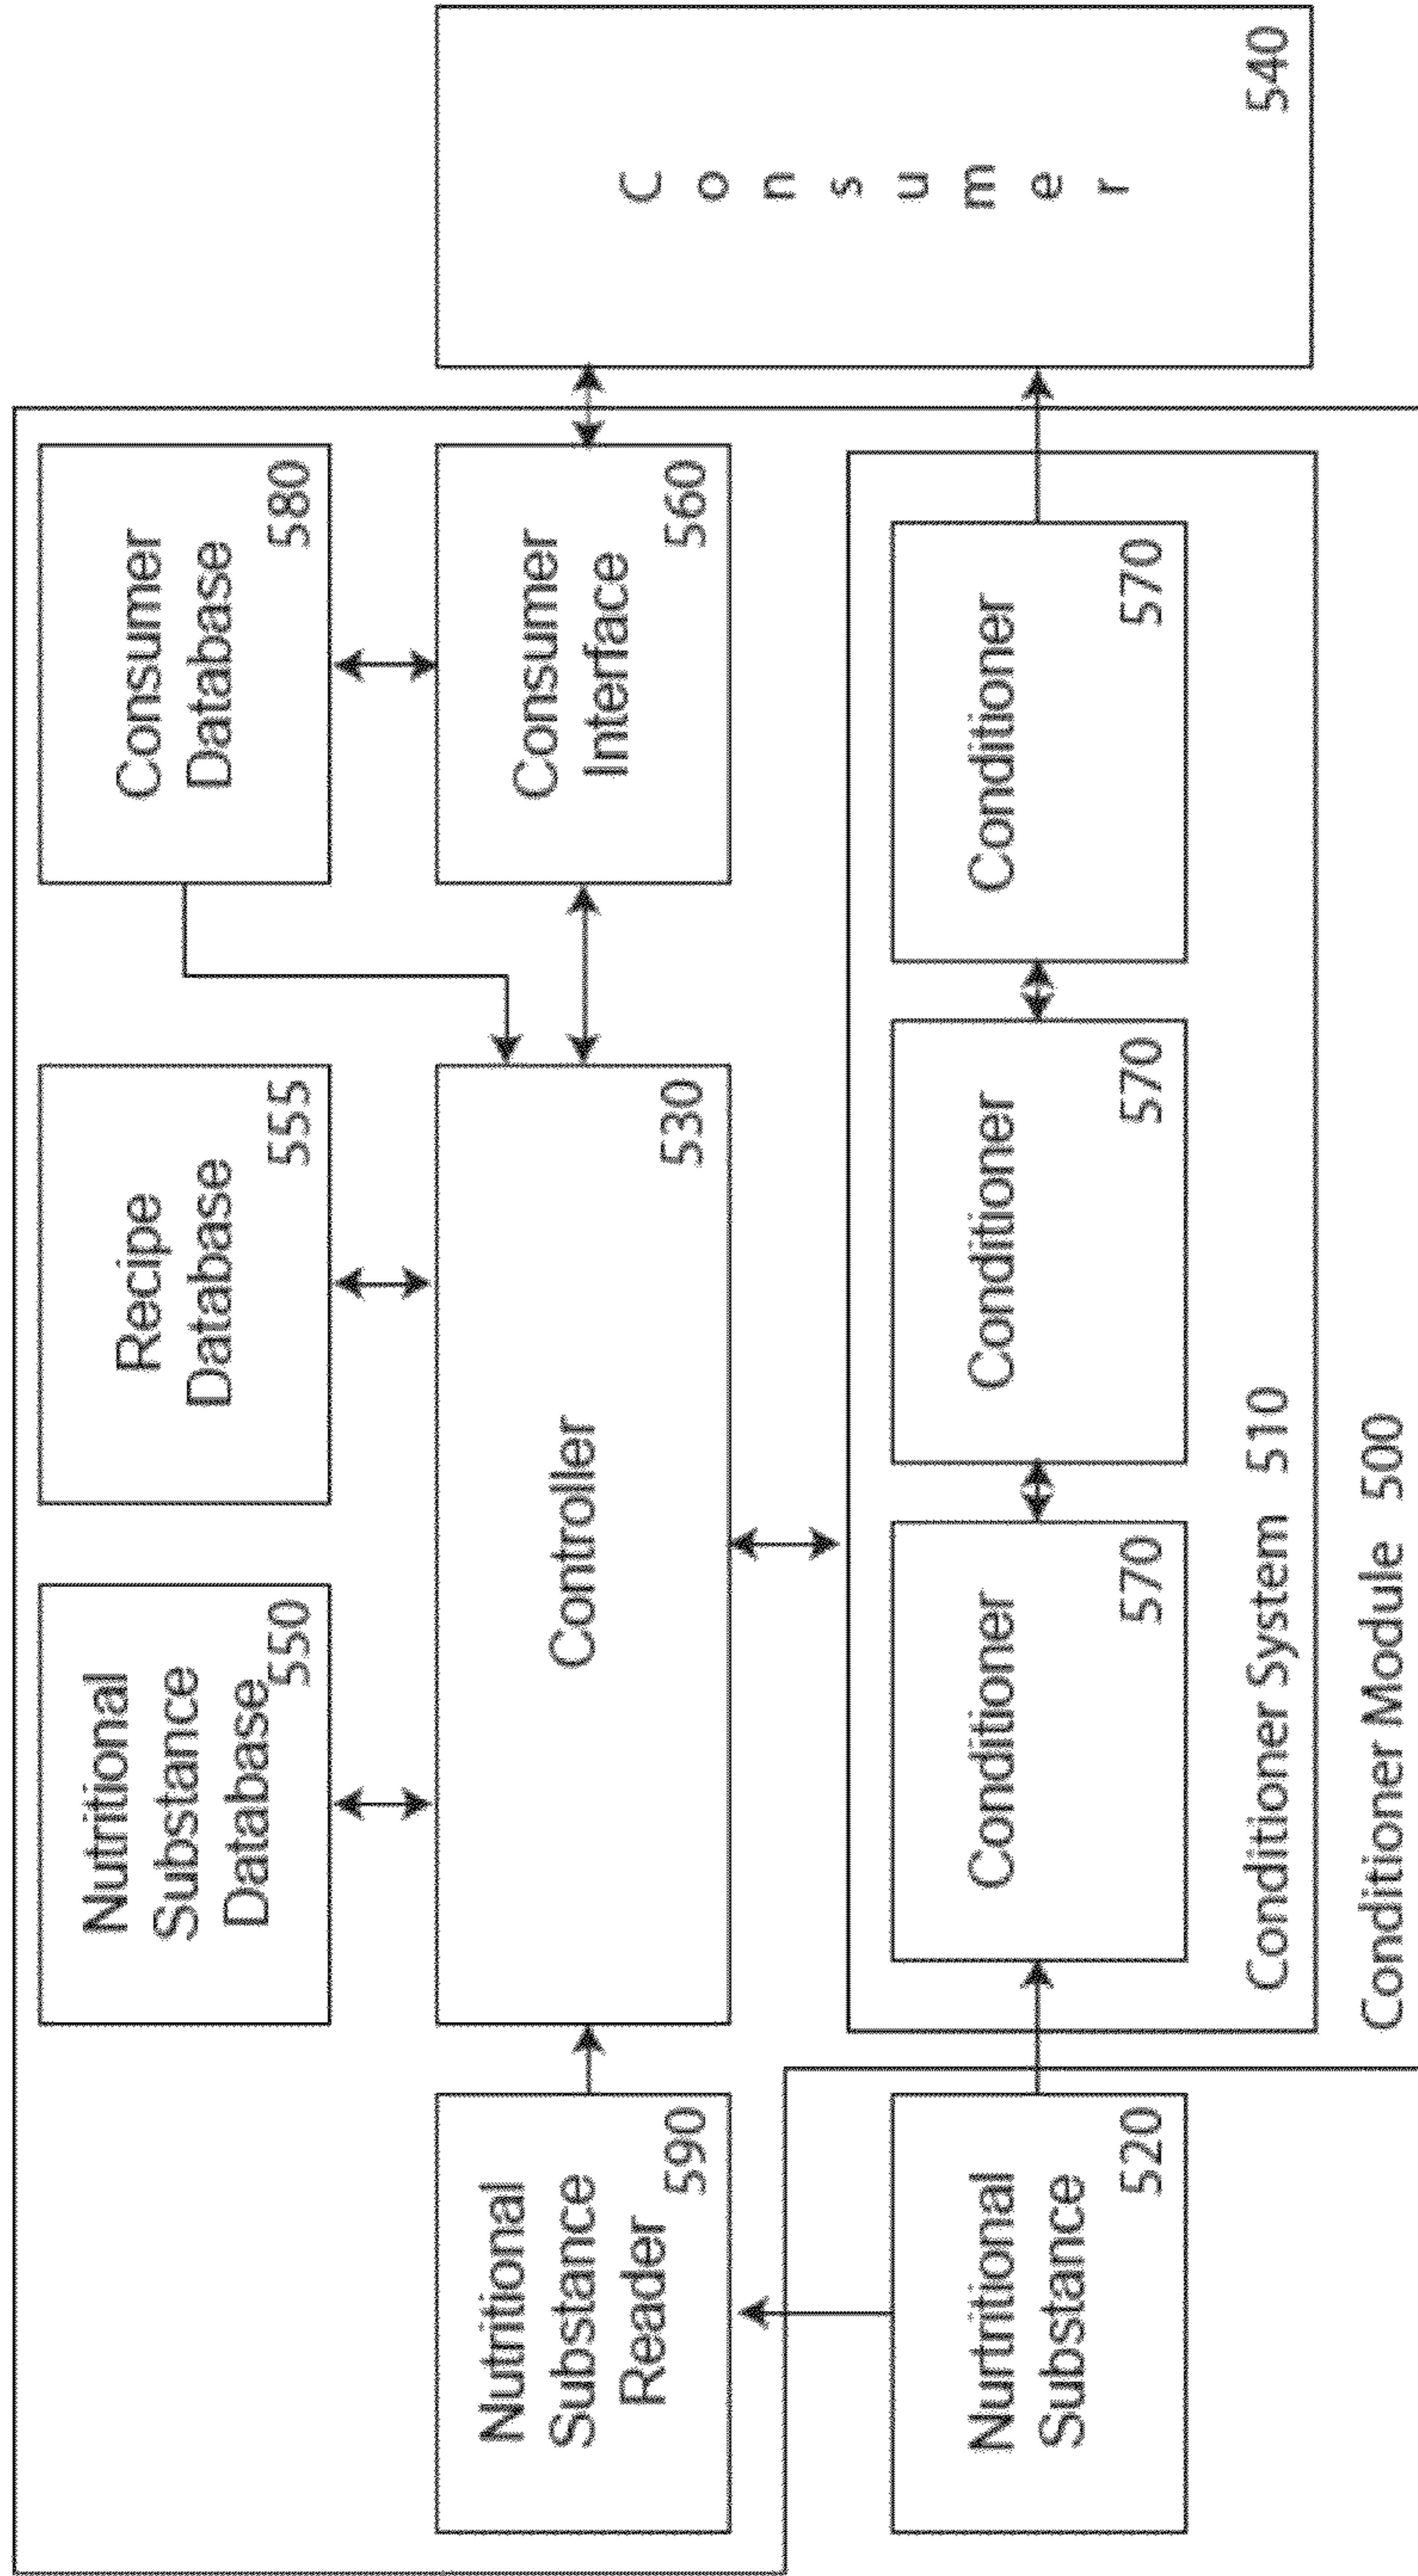 Nutritional
Substance
Database
550
Recipe
Database
555
Consumer
Database
580
Nutritional
Substance
Reader
590
Controller
530
Consumer
Interface
560
Consumer
540
Nurtritional
Substance
520
Conditioner
570
Conditioner
570
Conditioner
570
Conditioner System 510
Conditioner Module 500